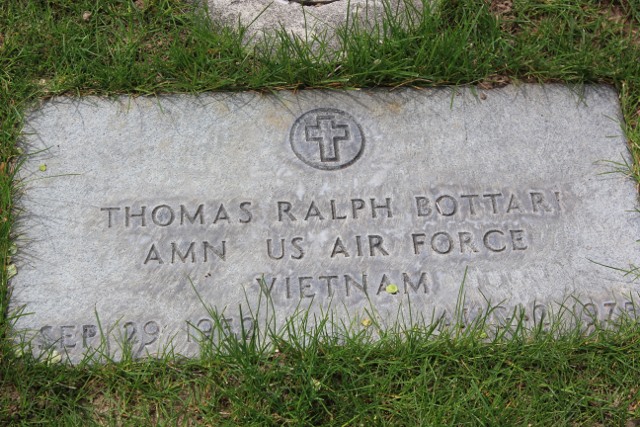 THOMAS RALPH BOTTARI
AMN US AIR FORCE
VIETNAM
SEP 29